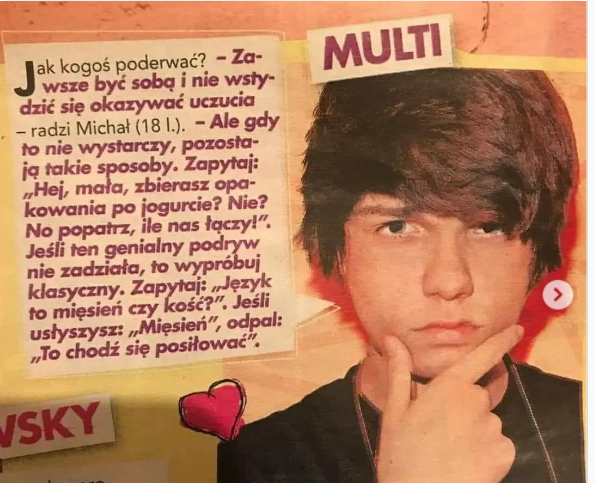 MULTI
Jak kogoś poderwać? – Za-
wsze być sobą i nie wsty-
dzić się okazywać uczucia
– radzi Michał (18 l.). – Ale gdy
to nie wystarczy, pozosta-
ją takie sposoby. Zapytaj:
„Hej, mała, zbierasz opa-
kowania po jogurcie? Nie?
No popatrz, ile nas łączy!”.
Jeśli ten genialny podryw
nie zadziała, to wypróbuj
klasyczny. Zapytaj: „Język
to mięsień czy kość?”. Jeśli
usłyszysz: „Mięsień”, odpal:
„To chodź się posiłować”.
WSKY